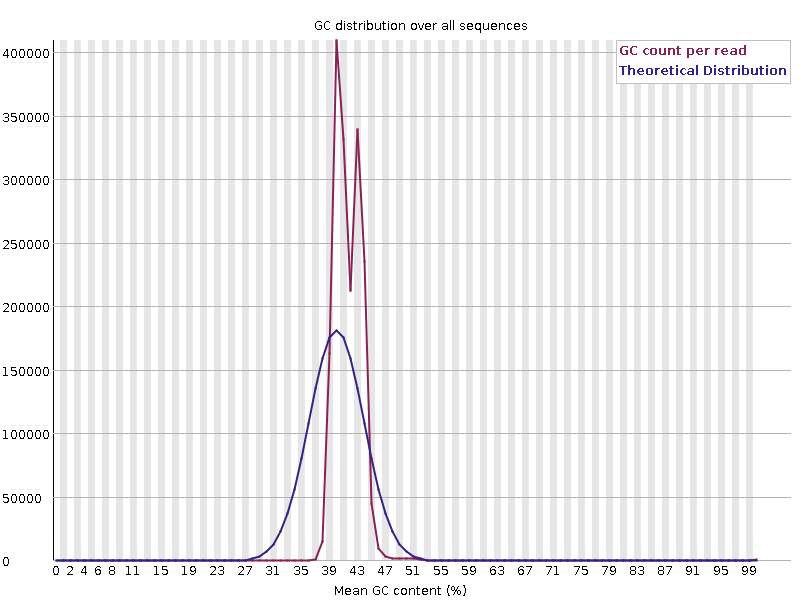 GC distribution over all sequences
GC count per read
Theoretical Distribution
400000
350000
300000
250000
200000
150000
100000
50000
0
0 2 4 6 8 11 15 19 23 27 31 35 39 43 47 51 55 59 63 67 71 75 79 83 87 91 95 99
Mean GC content (%)